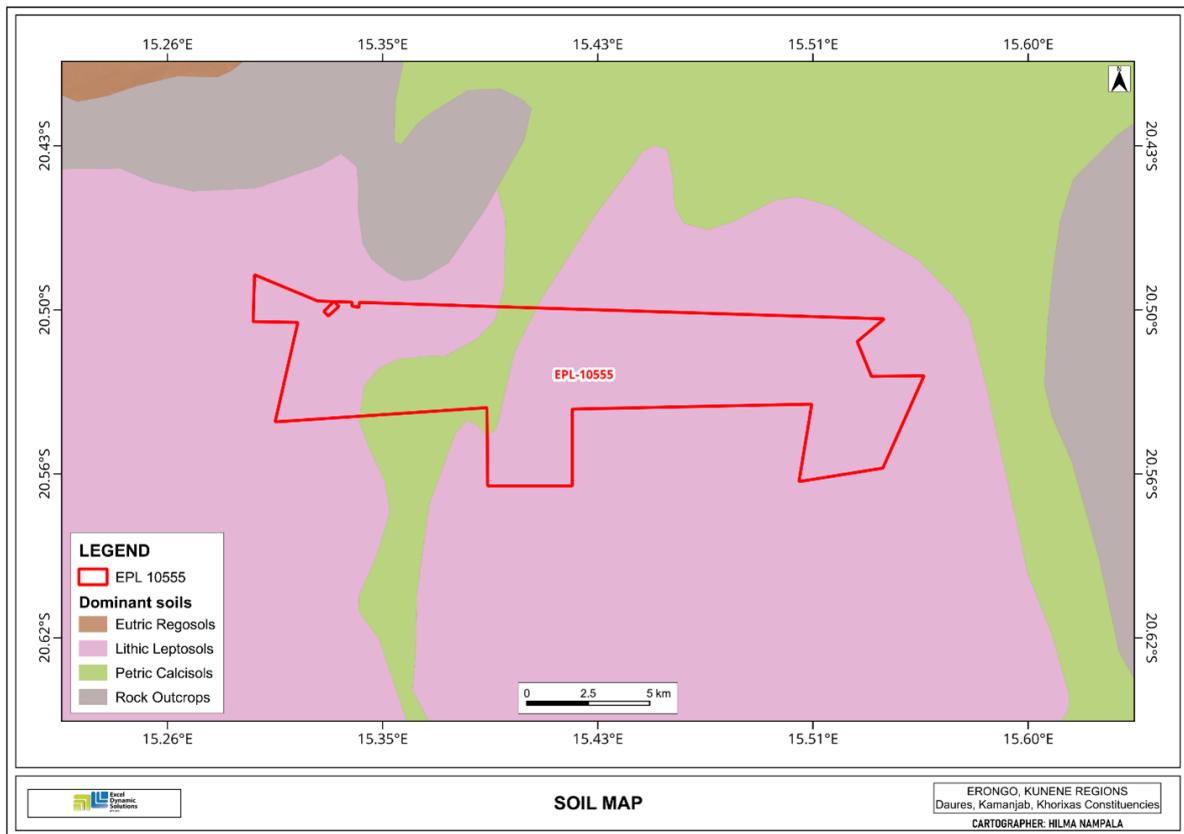 15.26°E 15.35°E 15.43°E 15.51°E 15.60°E
N
20.43°S 20.43°S
20.50°S 20.50°S
EPL-10555
20.56°S 20.56°S
20.62°S 20.62°S
LEGEND
EPL 10555
Dominant soils
Eutric Regosols
Lithic Leptosols
Petric Calcisols
Rock Outcrops
0 2.5 5 km
15.26°E 15.35°E 15.43°E 15.51°E 15.60°E
Excel
Dynamic
Solutions
SOIL MAP
ERONGO, KUNENE REGIONS
Daures, Kamanjab, Khorixas Constituencies
CARTOGRAPHER: HILMA NAMPALA